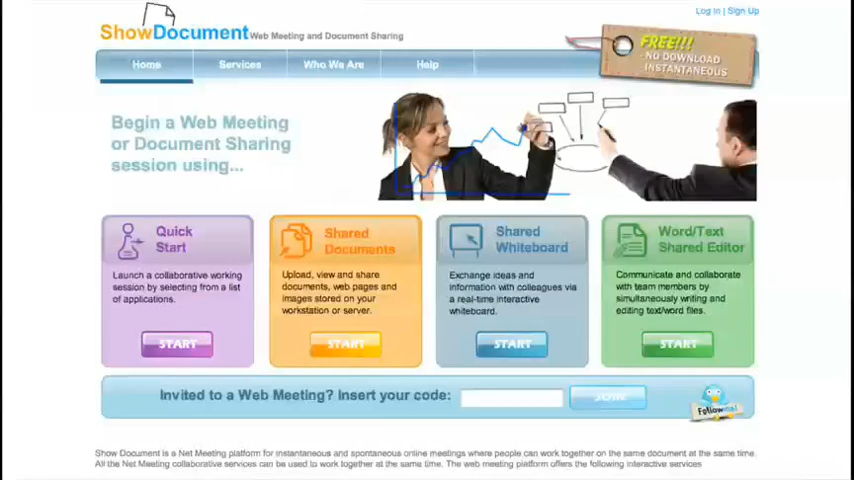 Log In | Sign Up
ShowDocument Web Meeting and Document Sharing
FREE!!!
- NO DOWNLOAD
INSTANTANEOUS
Home Services Who We Are Help
Begin a Web Meeting
or Document Sharing
session using...
Quick
Start
Launch a collaborative working
session by selecting from a list
of applications.
START
Shared
Documents
Upload, view and share
documents, web pages and
images stored on your
workstation or server.
START
Shared
Whiteboard
Exchange ideas and
information with colleagues via
a real-time interactive
whiteboard.
START
Word/Text
Shared Editor
Communicate and collaborate
with team members by
simultaneously writing and
editing text/word files.
START
Invited to a Web Meeting? Insert your code:
JOIN
Follow me!
Show Document is a Net Meeting platform for instantaneous and spontaneous online meetings where people can work together on the same document at the same time.
All the Net Meeting collaborative services can be used to work together at the same time. The web meeting platform offers the following interactive services